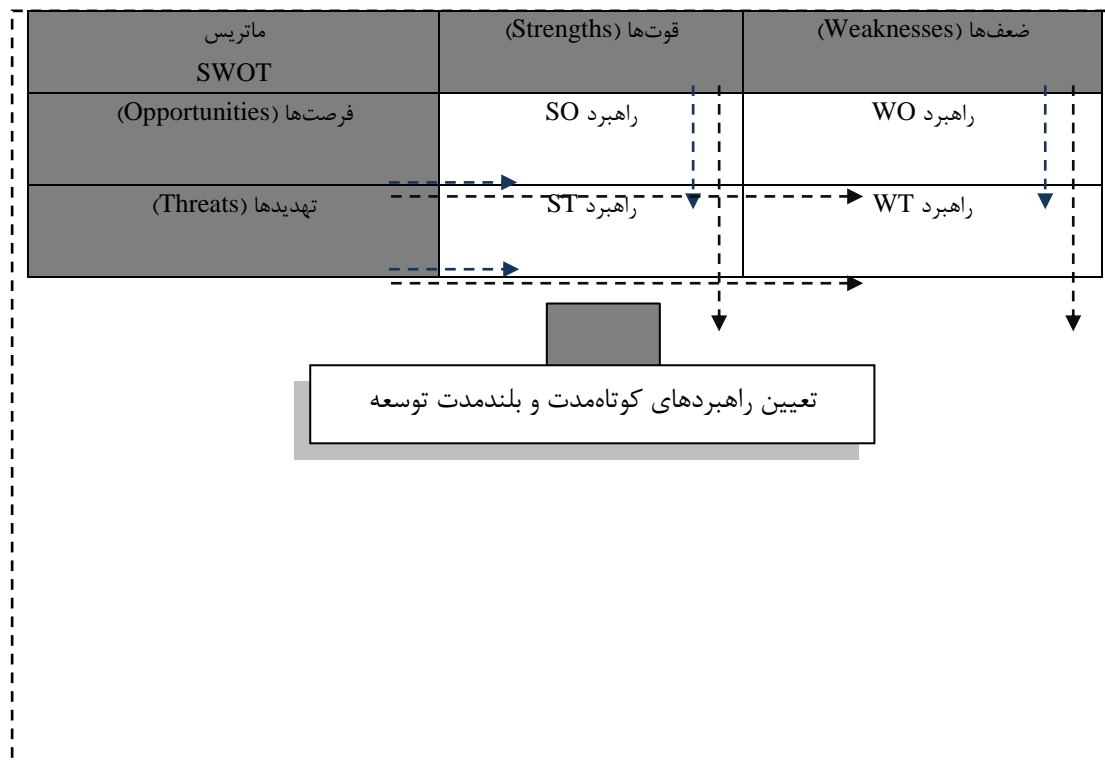 ماتریس
SWOT
قوت‌ها (Strengths)
ضعف‌ها (Weaknesses)
فرصت‌ها (Opportunities)
راهبرد SO
راهبرد WO
تهدیدها (Threats)
راهبرد ST
راهبرد WT
تعیین راهبردهای کوتاه‌مدت و بلندمدت توسعه